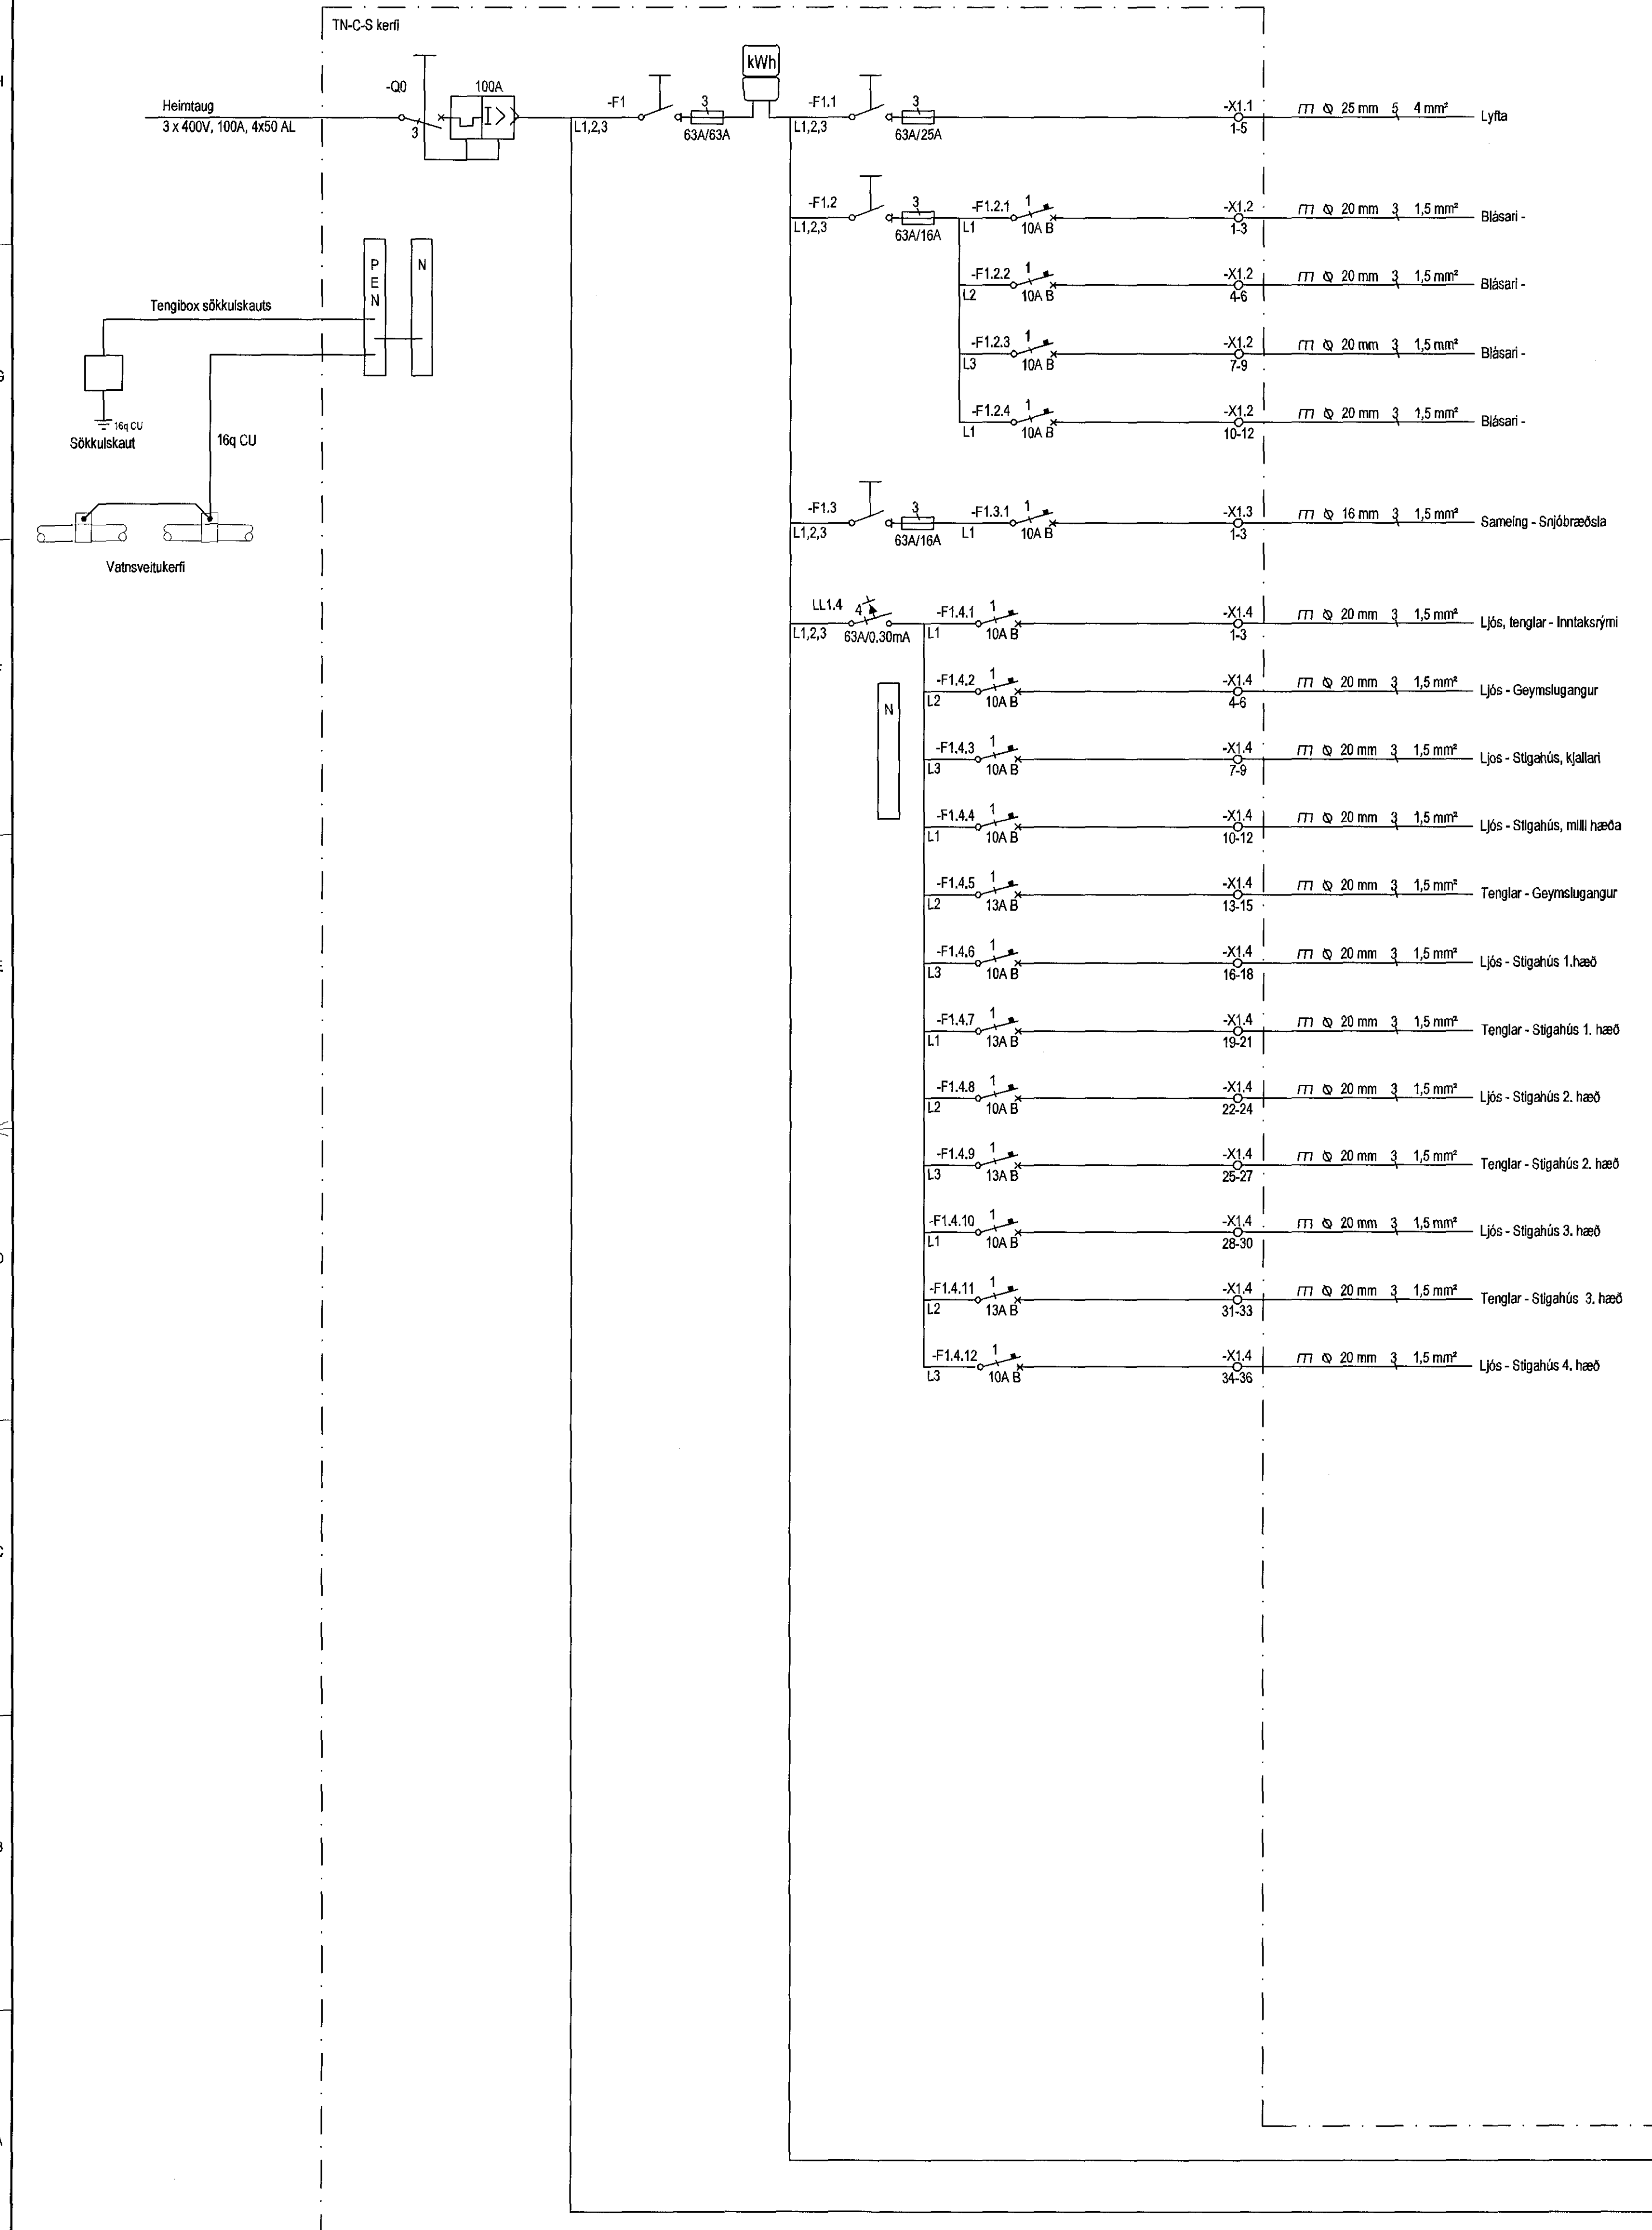 TN-C-S kerfi
Heimtaug
3 x 400V, 100A, 4x50 AL
-Q0
3
100A
I>
L1,2,3
-F1
3
63A/63A
kWh
L1,2,3
-F1.1
3
63A/25A
-X1.1
1-5
25 mm 5 4 mm²
Lyfta
-F1.2
L1,2,3
3
63A/16A
-F1.2.1
L1
1
10A B
-X1.2
1-3
20 mm 3 1,5 mm²
Blásari -
-F1.2.2
L2
1
10A B
-X1.2
4-6
20 mm 3 1,5 mm²
Blásari -
-F1.2.3
L3
1
10A B
-X1.2
7-9
20 mm 3 1,5 mm²
Blásari -
-F1.2.4
L1
1
10A B
-X1.2
10-12
20 mm 3 1,5 mm²
Blásari -
PEN
N
Tengibox sökkulskauts
16q CU
Sökkulskaut
16q CU
Vatnsveitukerfi
-F1.3
L1,2,3
3
63A/16A
-F1.3.1
L1
1
10A B
-X1.3
1-3
16 mm 3 1,5 mm²
Sameing - Snjóbræðsla
LL1.4
L1,2,3
4
63A/0.30mA
N
-F1.4.1
L1
1
10A B
-X1.4
1-3
20 mm 3 1,5 mm²
Ljós, tenglar - Inntaksrými
-F1.4.2
L2
1
10A B
-X1.4
4-6
20 mm 3 1,5 mm²
Ljós - Geymslugangur
-F1.4.3
L3
1
10A B
-X1.4
7-9
20 mm 3 1,5 mm²
Ljos - Stigahús, kjallari
-F1.4.4
L1
1
10A B
-X1.4
10-12
20 mm 3 1,5 mm²
Ljós - Stigahús, milli hæða
-F1.4.5
L2
1
13A B
-X1.4
13-15
20 mm 3 1,5 mm²
Tenglar - Geymslugangur
-F1.4.6
L3
1
10A B
-X1.4
16-18
20 mm 3 1,5 mm²
Ljós - Stigahús 1.hæð
-F1.4.7
L1
1
13A B
-X1.4
19-21
20 mm 3 1,5 mm²
Tenglar - Stigahús 1. hæð
-F1.4.8
L2
1
10A B
-X1.4
22-24
20 mm 3 1,5 mm²
Ljós - Stigahús 2. hæð
-F1.4.9
L3
1
13A B
-X1.4
25-27
20 mm 3 1,5 mm²
Tenglar - Stigahús 2. hæð
-F1.4.10
L1
1
10A B
-X1.4
28-30
20 mm 3 1,5 mm²
Ljós - Stigahús 3. hæð
-F1.4.11
L2
1
13A B
-X1.4
31-33
20 mm 3 1,5 mm²
Tenglar - Stigahús 3. hæð
-F1.4.12
L3
1
10A B
-X1.4
34-36
20 mm 3 1,5 mm²
Ljós - Stigahús 4. hæð